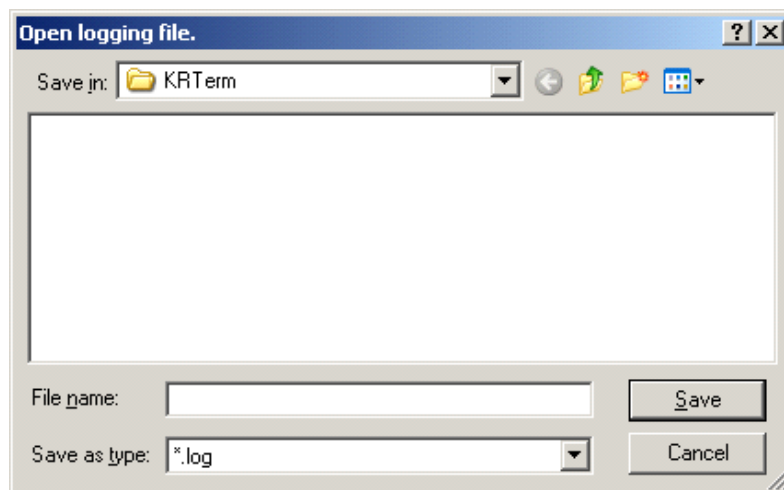 Open logging file.
Save in: KRTerm
File name: Save
Save as type: *.log Cancel